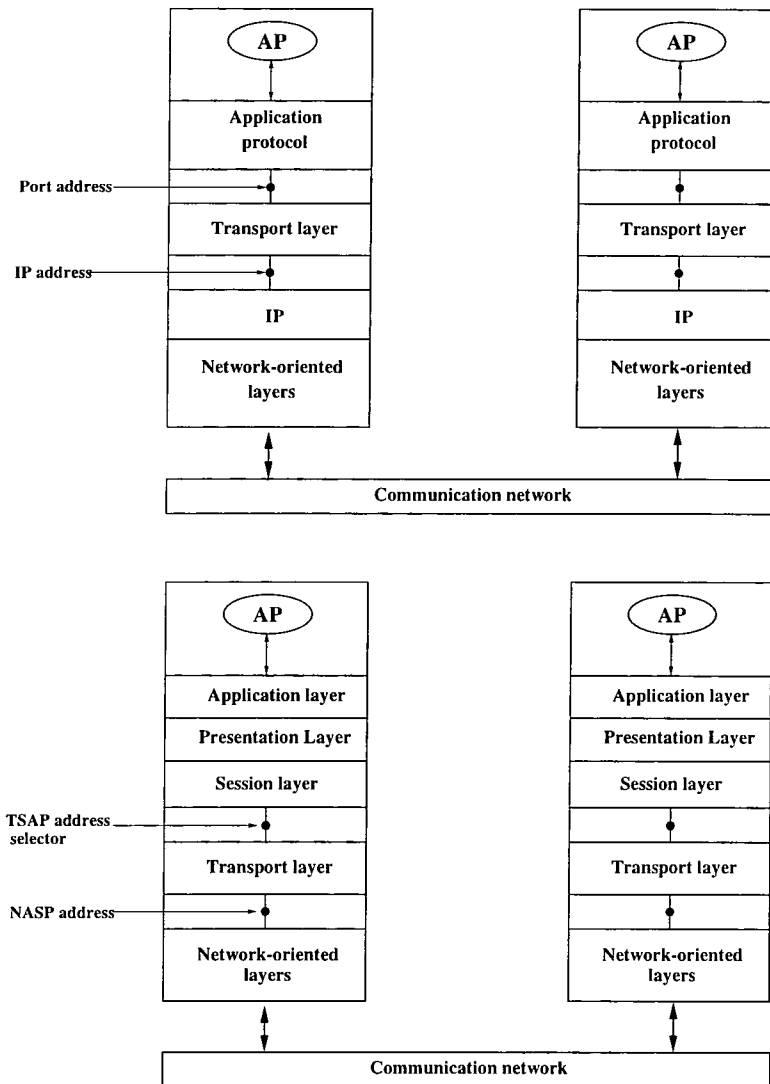 AP
AP
Application
protocol
Application
protocol
Port address
Transport layer
Transport layer
IP address
IP
IP
Network-oriented
layers
Network-oriented
layers
Communication network
AP
AP
Application layer
Application layer
Presentation Layer
Presentation Layer
Session layer
Session layer
TSAP address
selector
Transport layer
Transport layer
NASP address
Network-oriented
layers
Network-oriented
layers
Communication network